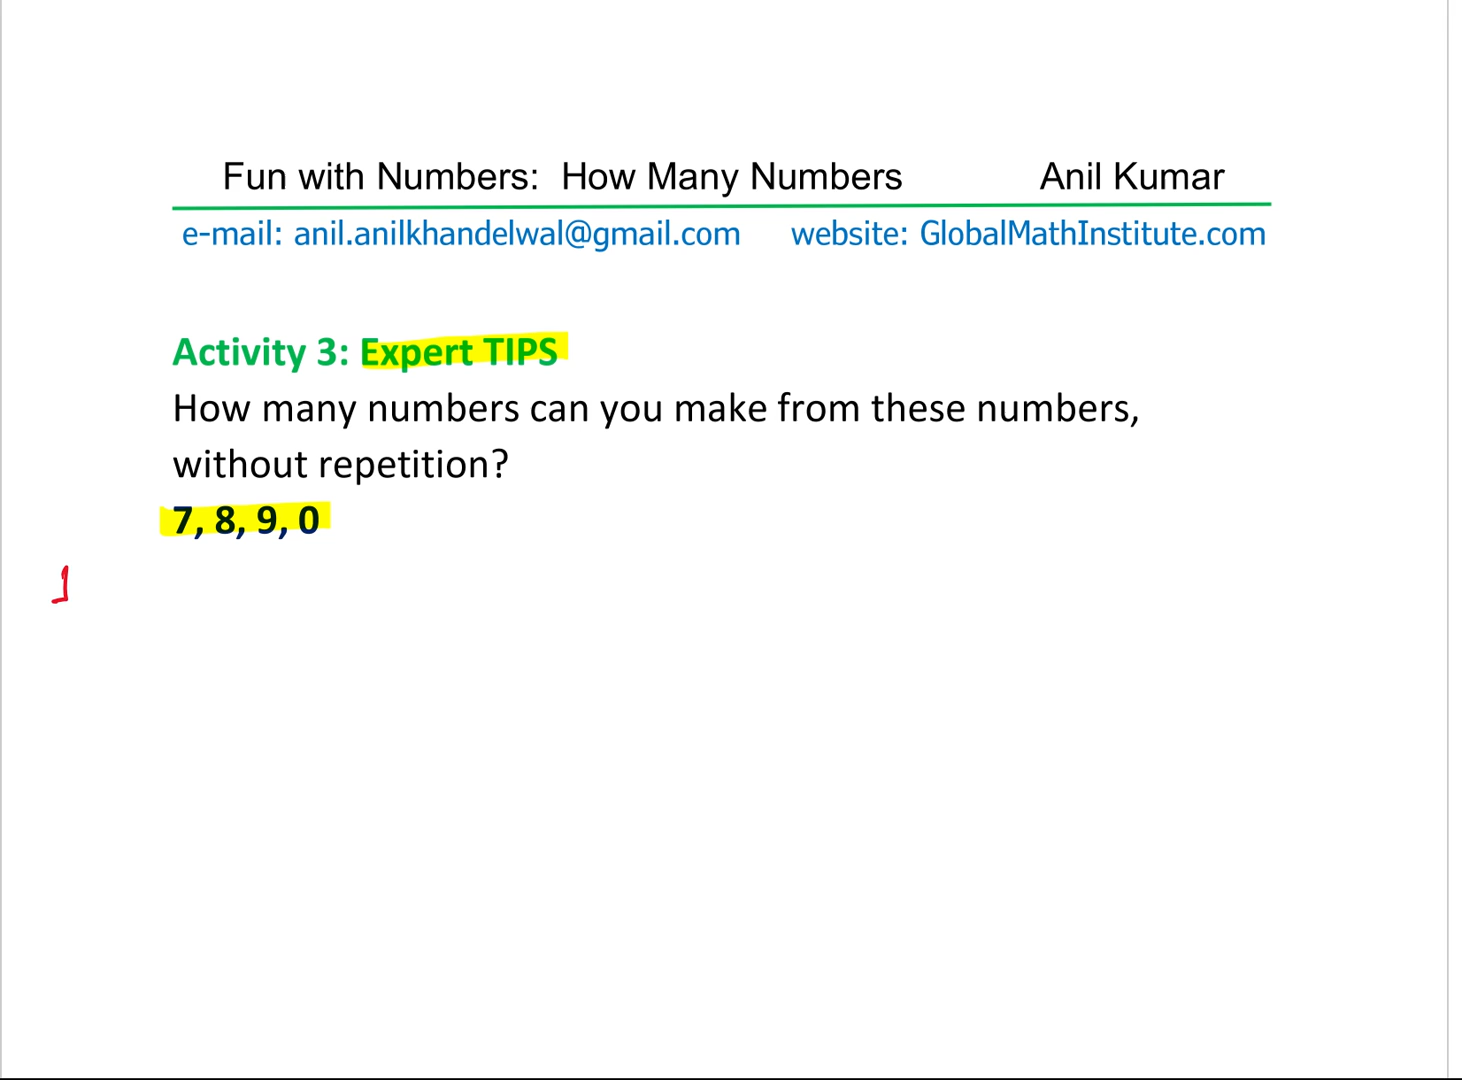 Fun with Numbers: How Many Numbers Anil Kumar
e-mail: anil.anilkhandelwal@gmail.com website: GlobalMathInstitute.com
Activity 3: Expert TIPS
How many numbers can you make from these numbers,
without repetition?
7, 8, 9, 0